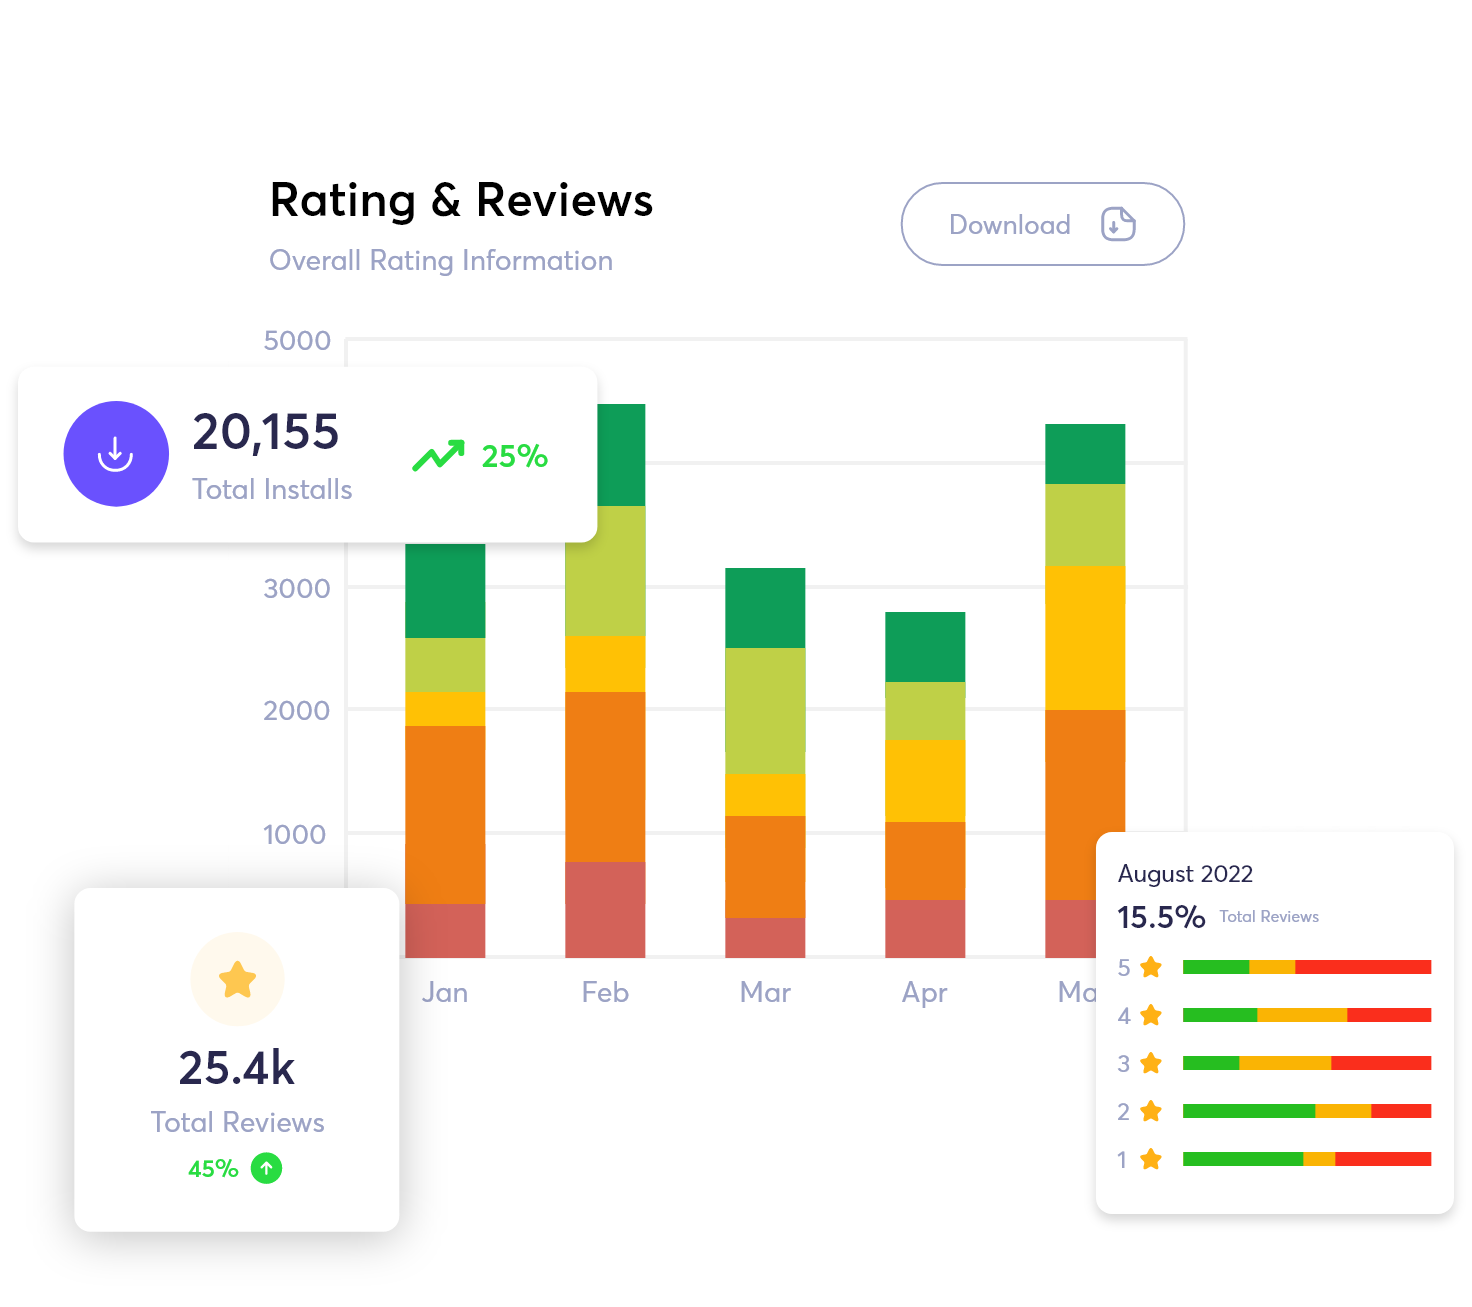 Rating & Reviews
Overall Rating Information
Download
5000
20,155
Total Installs
25%
3000
2000
1000
Jan
Feb
Mar
Apr
25.4k
Total Reviews
45%
August 2022
15.5% Total Reviews
5
4
3
2
1